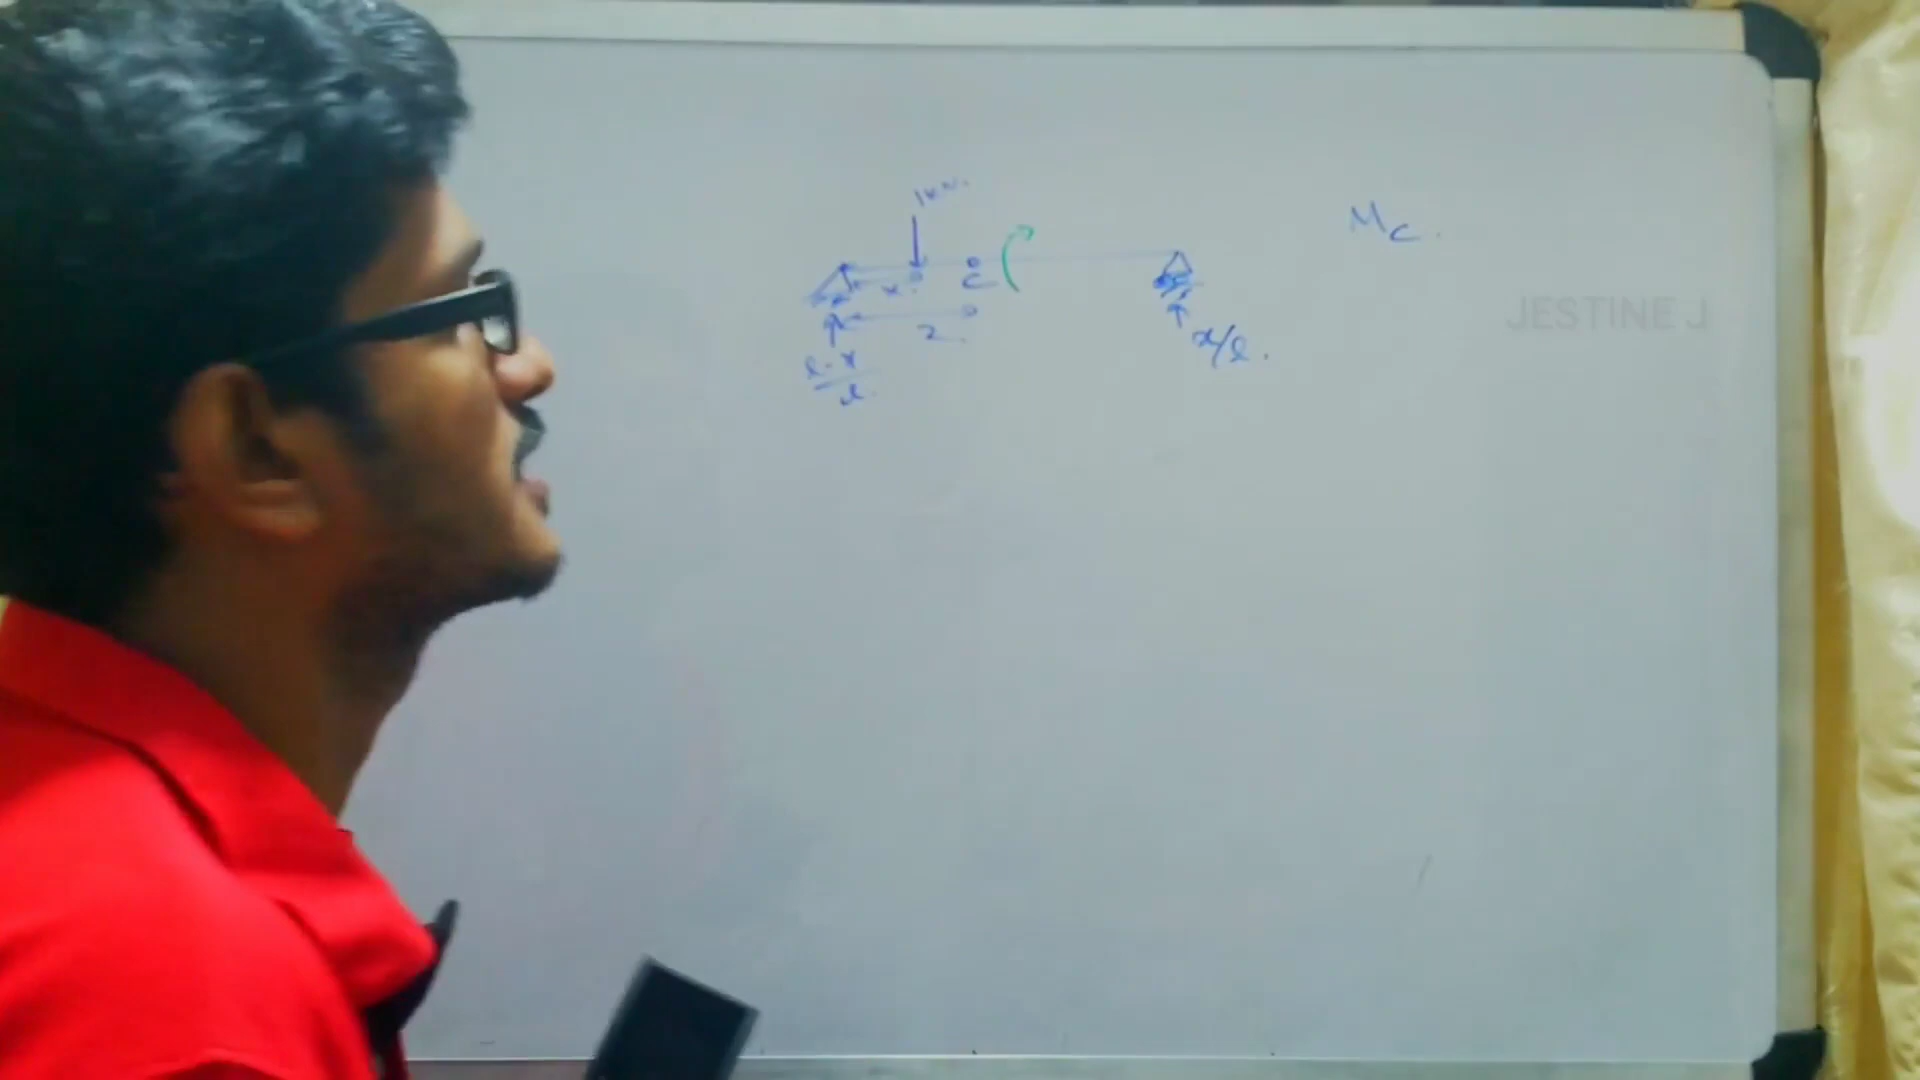 1kN.
Mc.
C
x.
z
l-x
l.
x/l.
JESTINE J